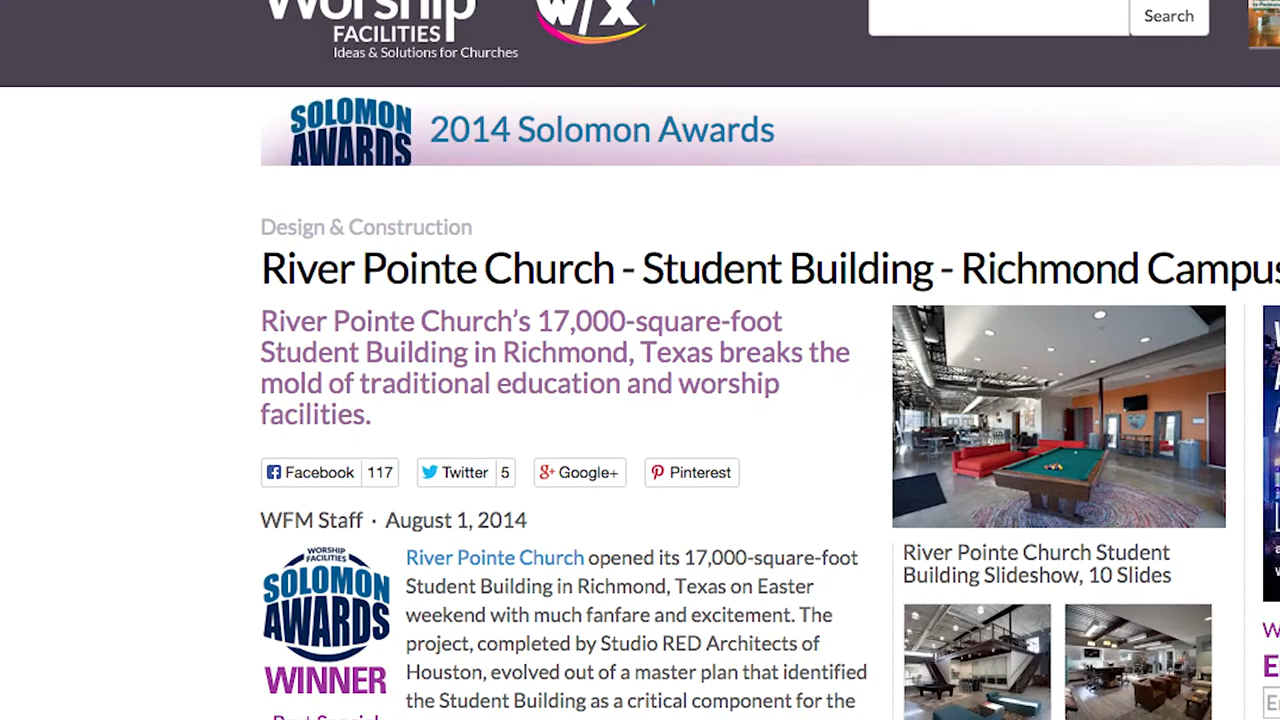 Worship
FACILITIES
Ideas & Solutions for Churches
W/X
Search
SOLOMON
AWARDS
2014 Solomon Awards
Design & Construction
River Pointe Church - Student Building - Richmond Campus
River Pointe Church's 17,000-square-foot
Student Building in Richmond, Texas breaks the
mold of traditional education and worship
facilities.
Facebook 117
Twitter 5
Google+
Pinterest
WFM Staff · August 1, 2014
WORSHIP
FACILITIES
SOLOMON
AWARDS
WINNER
River Pointe Church opened its 17,000-square-foot
Student Building in Richmond, Texas on Easter
weekend with much fanfare and excitement. The
project, completed by Studio RED Architects of
Houston, evolved out of a master plan that identified
the Student Building as a critical component for the
Best Special
River Pointe Church Student
Building Slideshow, 10 Slides